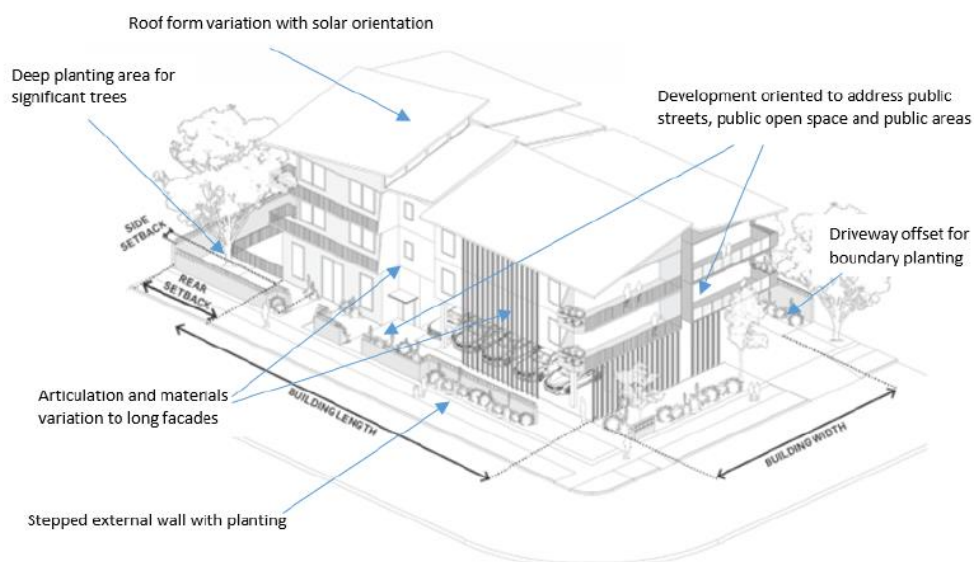 Roof form variation with solar orientation
Deep planting area for
significant trees
Development oriented to address public
streets, public open space and public areas
SIDE
SETBACK
Driveway offset for
boundary planting
REAR
SETBACK
Articulation and materials
variation to long facades
BUILDING LENGTH
BUILDING WIDTH
Stepped external wall with planting